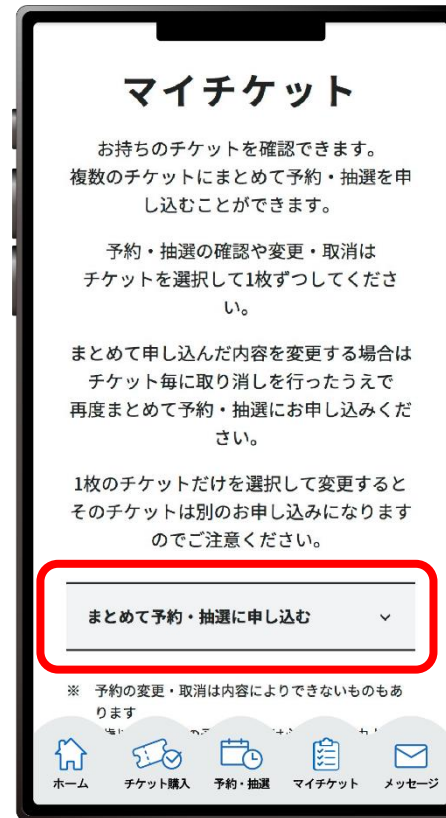 マイチケット
お持ちのチケットを確認できます。
複数のチケットにまとめて予約・抽選を申
し込むことができます。
予約・抽選の確認や変更・取消は
チケットを選択して1枚ずつしてくださ
い。
まとめて申し込んだ内容を変更する場合は
チケット毎に取り消しを行ったうえで
再度まとめて予約・抽選にお申し込みくだ
さい。
1枚のチケットだけを選択して変更すると
そのチケットは別のお申し込みになります
のでご注意ください。
まとめて予約・抽選に申し込む
※ 予約の変更・取消は内容によりできないものもあ
ります
ホーム チケット購入 予約・抽選 マイチケット メッセージ